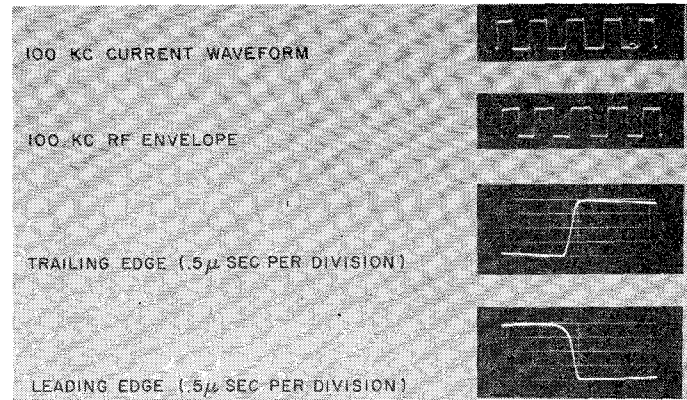 100 KC CURRENT WAVEFORM
100 KC RF ENVELOPE
TRAILING EDGE (.5μ SEC PER DIVISION)
LEADING EDGE (.5μ SEC PER DIVISION)